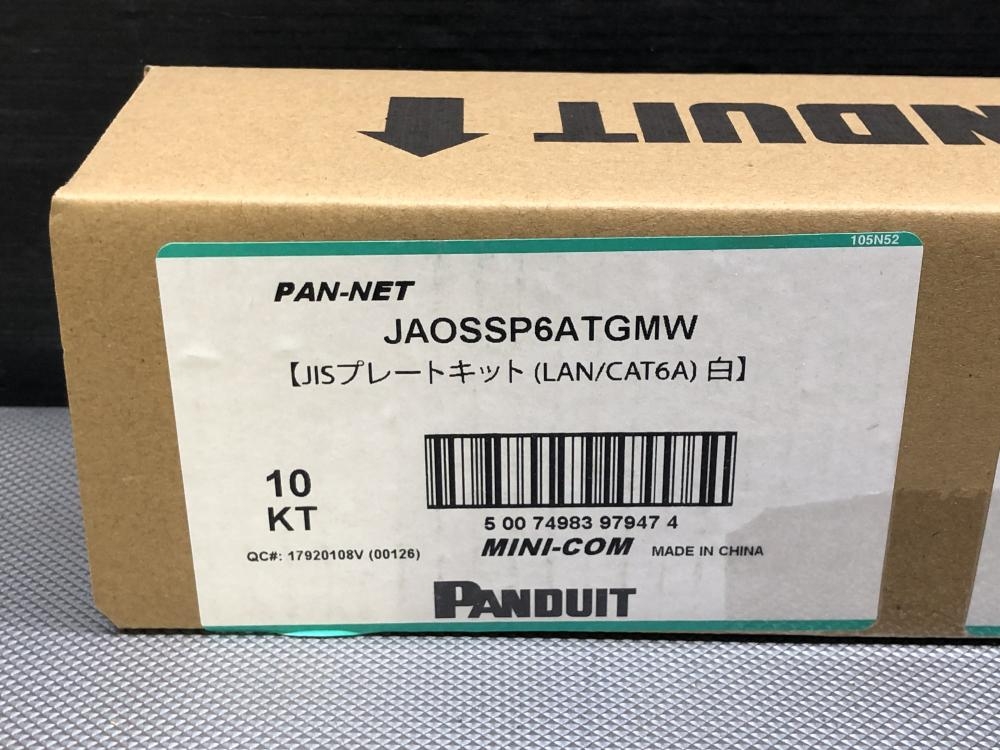 NDUIT
105N52
PAN-NET
JAOSSP6ATGMW
【JISプレートキット (LAN/CAT6A) 白】
10
KT
5 00 74983 97947 4
QC#: 17920108V (00126)
MINI-COM MADE IN CHINA
PANDUIT